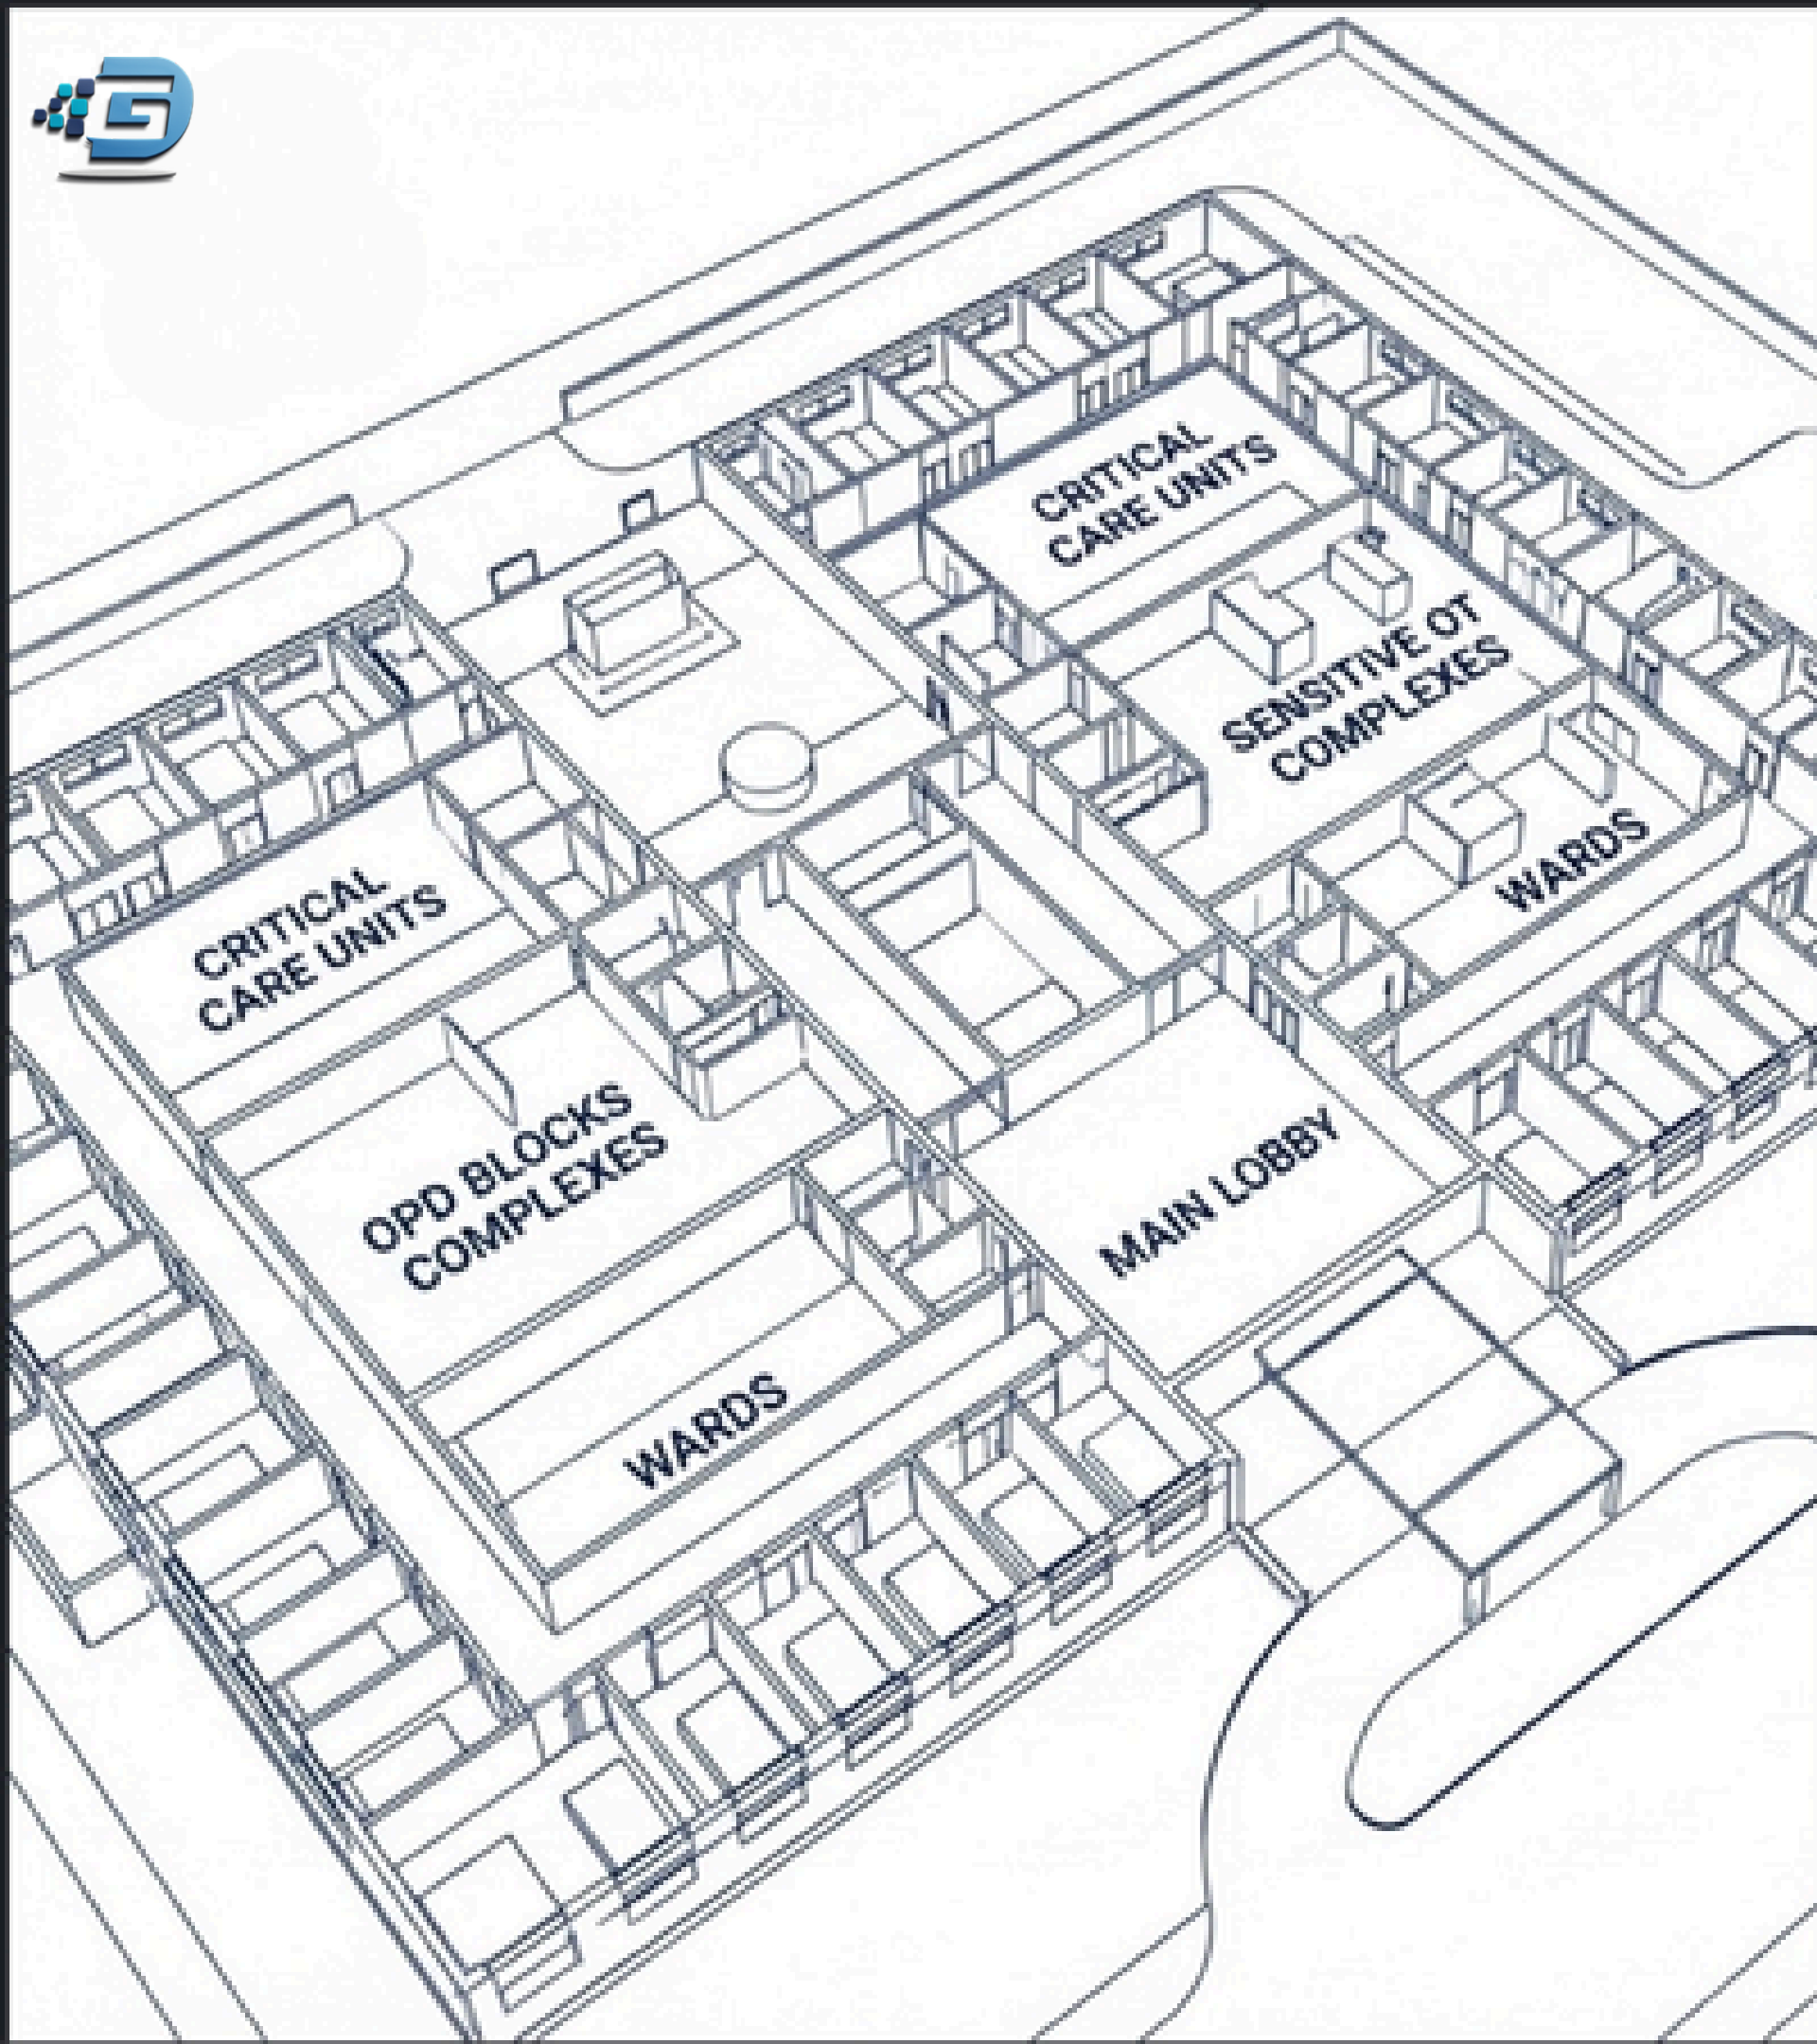 CRITICAL
CARE UNITS
SENSITIVE OT
COMPLEXES
WARDS
CRITICAL
CARE UNITS
OPD BLOCKS
COMPLEXES
MAIN LOBBY
WARDS